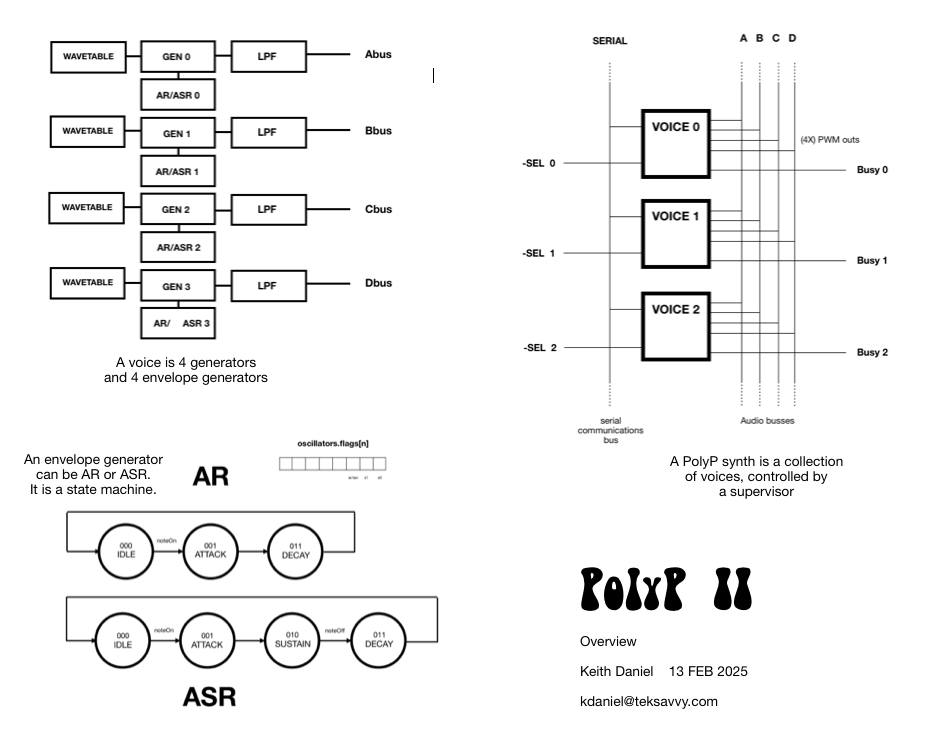 WAVETABLE GEN 0 LPF Abus
AR/ASR 0
WAVETABLE GEN 1 LPF Bbus
AR/ASR 1
WAVETABLE GEN 2 LPF Cbus
AR/ASR 2
WAVETABLE GEN 3 LPF Dbus
AR/ ASR 3
A voice is 4 generators
and 4 envelope generators
SERIAL A B C D
VOICE 0
(4X) PWM outs
-SEL 0
Busy 0
VOICE 1
-SEL 1
Busy 1
VOICE 2
-SEL 2
Busy 2
serial
communications
bus
Audio busses
A PolyP synth is a collection
of voices, controlled by
a supervisor
An envelope generator
can be AR or ASR.
It is a state machine.
AR
oscillators.flags[n]
s1 s0
000
IDLE
noteOn
001
ATTACK
011
DECAY
000
IDLE
noteOn
001
ATTACK
010
SUSTAIN
noteOff
011
DECAY
ASR
PolyP II
Overview
Keith Daniel 13 FEB 2025
kdaniel@teksavvy.com